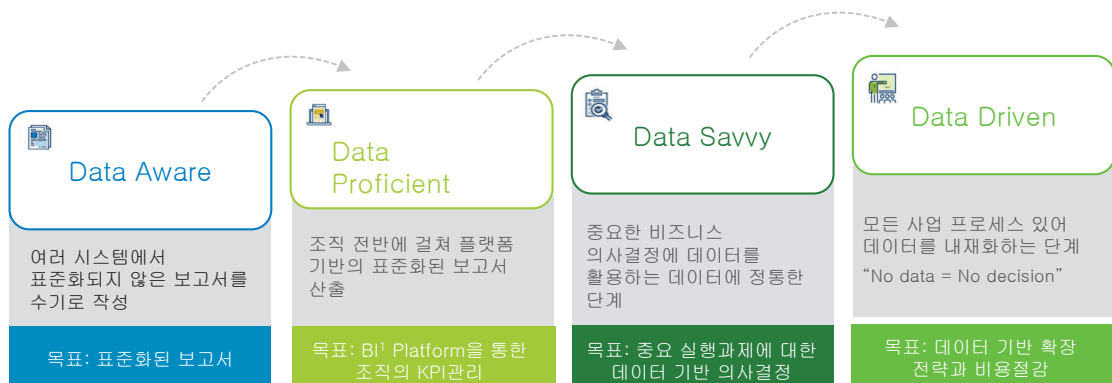 Data Aware
여러 시스템에서
표준화되지 않은 보고서를
수기로 작성
목표: 표준화된 보고서
Data
Proficient
조직 전반에 걸쳐 플랫폼
기반의 표준화된 보고서
산출
목표: BI¹ Platform을 통한
조직의 KPI관리
Data Savvy
중요한 비즈니스
의사결정에 데이터를
활용하는 데이터에 정통한
단계
목표: 중요 실행과제에 대한
데이터 기반 의사결정
Data Driven
모든 사업 프로세스 있어
데이터를 내재화하는 단계
“No data = No decision”
목표: 데이터 기반 확장
전략과 비용절감